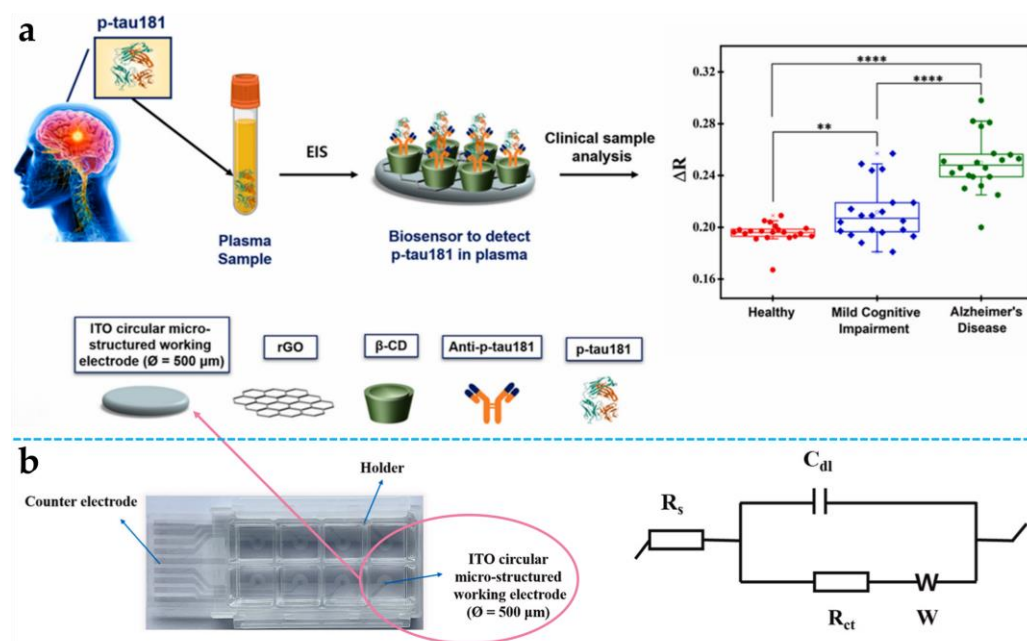 a
p-tau181
EIS
Plasma
Sample
Biosensor to detect
p-tau181 in plasma
Clinical sample
analysis
ΔR
0.32
0.28
0.24
0.20
0.16
****
****
**
Healthy
Mild Cognitive
Impairment
Alzheimer's
Disease
ITO circular micro-
structured working
electrode (Ø = 500 µm)
rGO
β-CD
Anti-p-tau181
p-tau181
b
Counter electrode
Holder
ITO circular
micro-structured
working electrode
(Ø = 500 µm)
Rs
Cdl
Rct
W
W